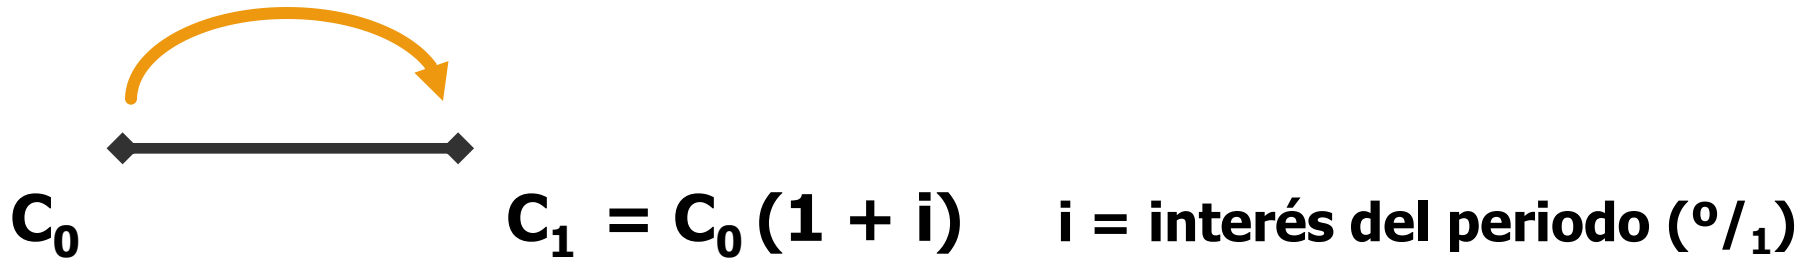 C₀ C₁ = C₀ (1 + i) i = interés del periodo (º/₁)